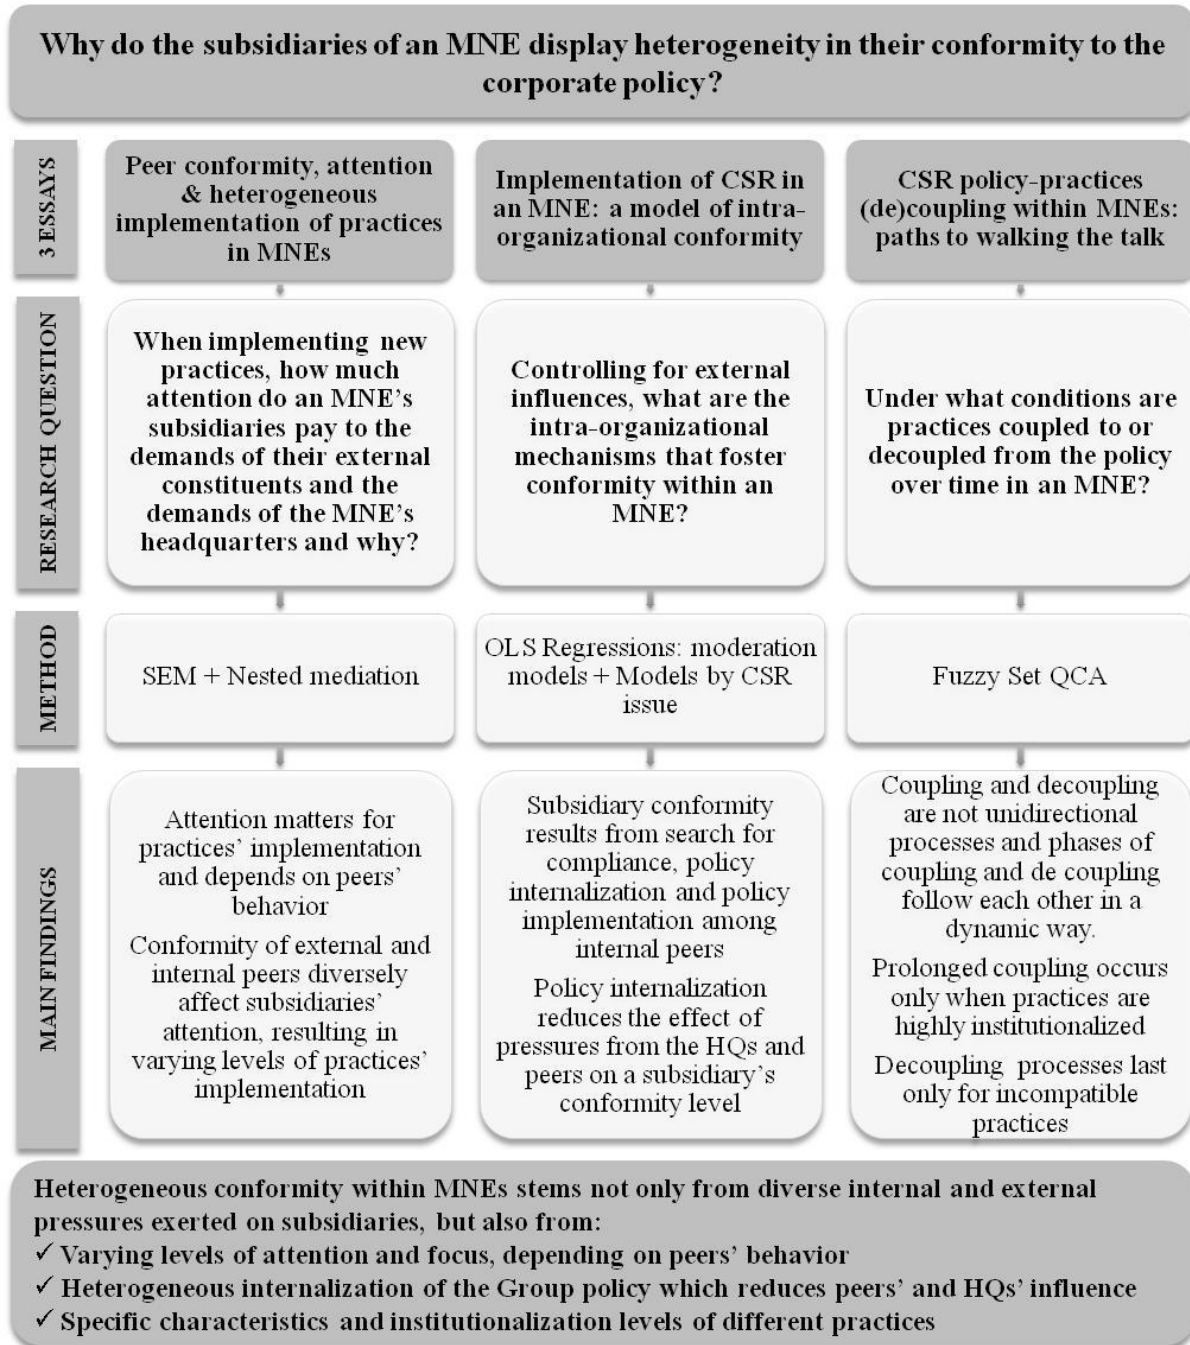 Why do the subsidiaries of an MNE display heterogeneity in their conformity to the
corporate policy?
3 ESSAYS
Peer conformity, attention
& heterogeneous
implementation of practices
in MNEs
Implementation of CSR in
an MNE: a model of intra-
organizational conformity
CSR policy-practices
(de)coupling within MNEs:
paths to walking the talk
RESEARCH QUESTION
When implementing new
practices, how much
attention do an MNE's
subsidiaries pay to the
demands of their external
constituents and the
demands of the MNE's
headquarters and why?
Controlling for external
influences, what are the
intra-organizational
mechanisms that foster
conformity within an
MNE?
Under what conditions are
practices coupled to or
decoupled from the policy
over time in an MNE?
METHOD
SEM + Nested mediation
OLS Regressions: moderation
models + Models by CSR
issue
Fuzzy Set QCA
MAIN FINDINGS
Attention matters for
practices' implementation
and depends on peers'
behavior
Conformity of external and
internal peers diversely
affect subsidiaries'
attention, resulting in
varying levels of practices'
implementation
Subsidiary conformity
results from search for
compliance, policy
internalization and policy
implementation among
internal peers
Policy internalization
reduces the effect of
pressures from the HQs and
peers on a subsidiary's
conformity level
Coupling and decoupling
are not unidirectional
processes and phases of
coupling and de coupling
follow each other in a
dynamic way.
Prolonged coupling occurs
only when practices are
highly institutionalized
Decoupling processes last
only for incompatible
practices
Heterogeneous conformity within MNEs stems not only from diverse internal and external
pressures exerted on subsidiaries, but also from:
✓ Varying levels of attention and focus, depending on peers' behavior
✓ Heterogeneous internalization of the Group policy which reduces peers' and HQs' influence
✓ Specific characteristics and institutionalization levels of different practices